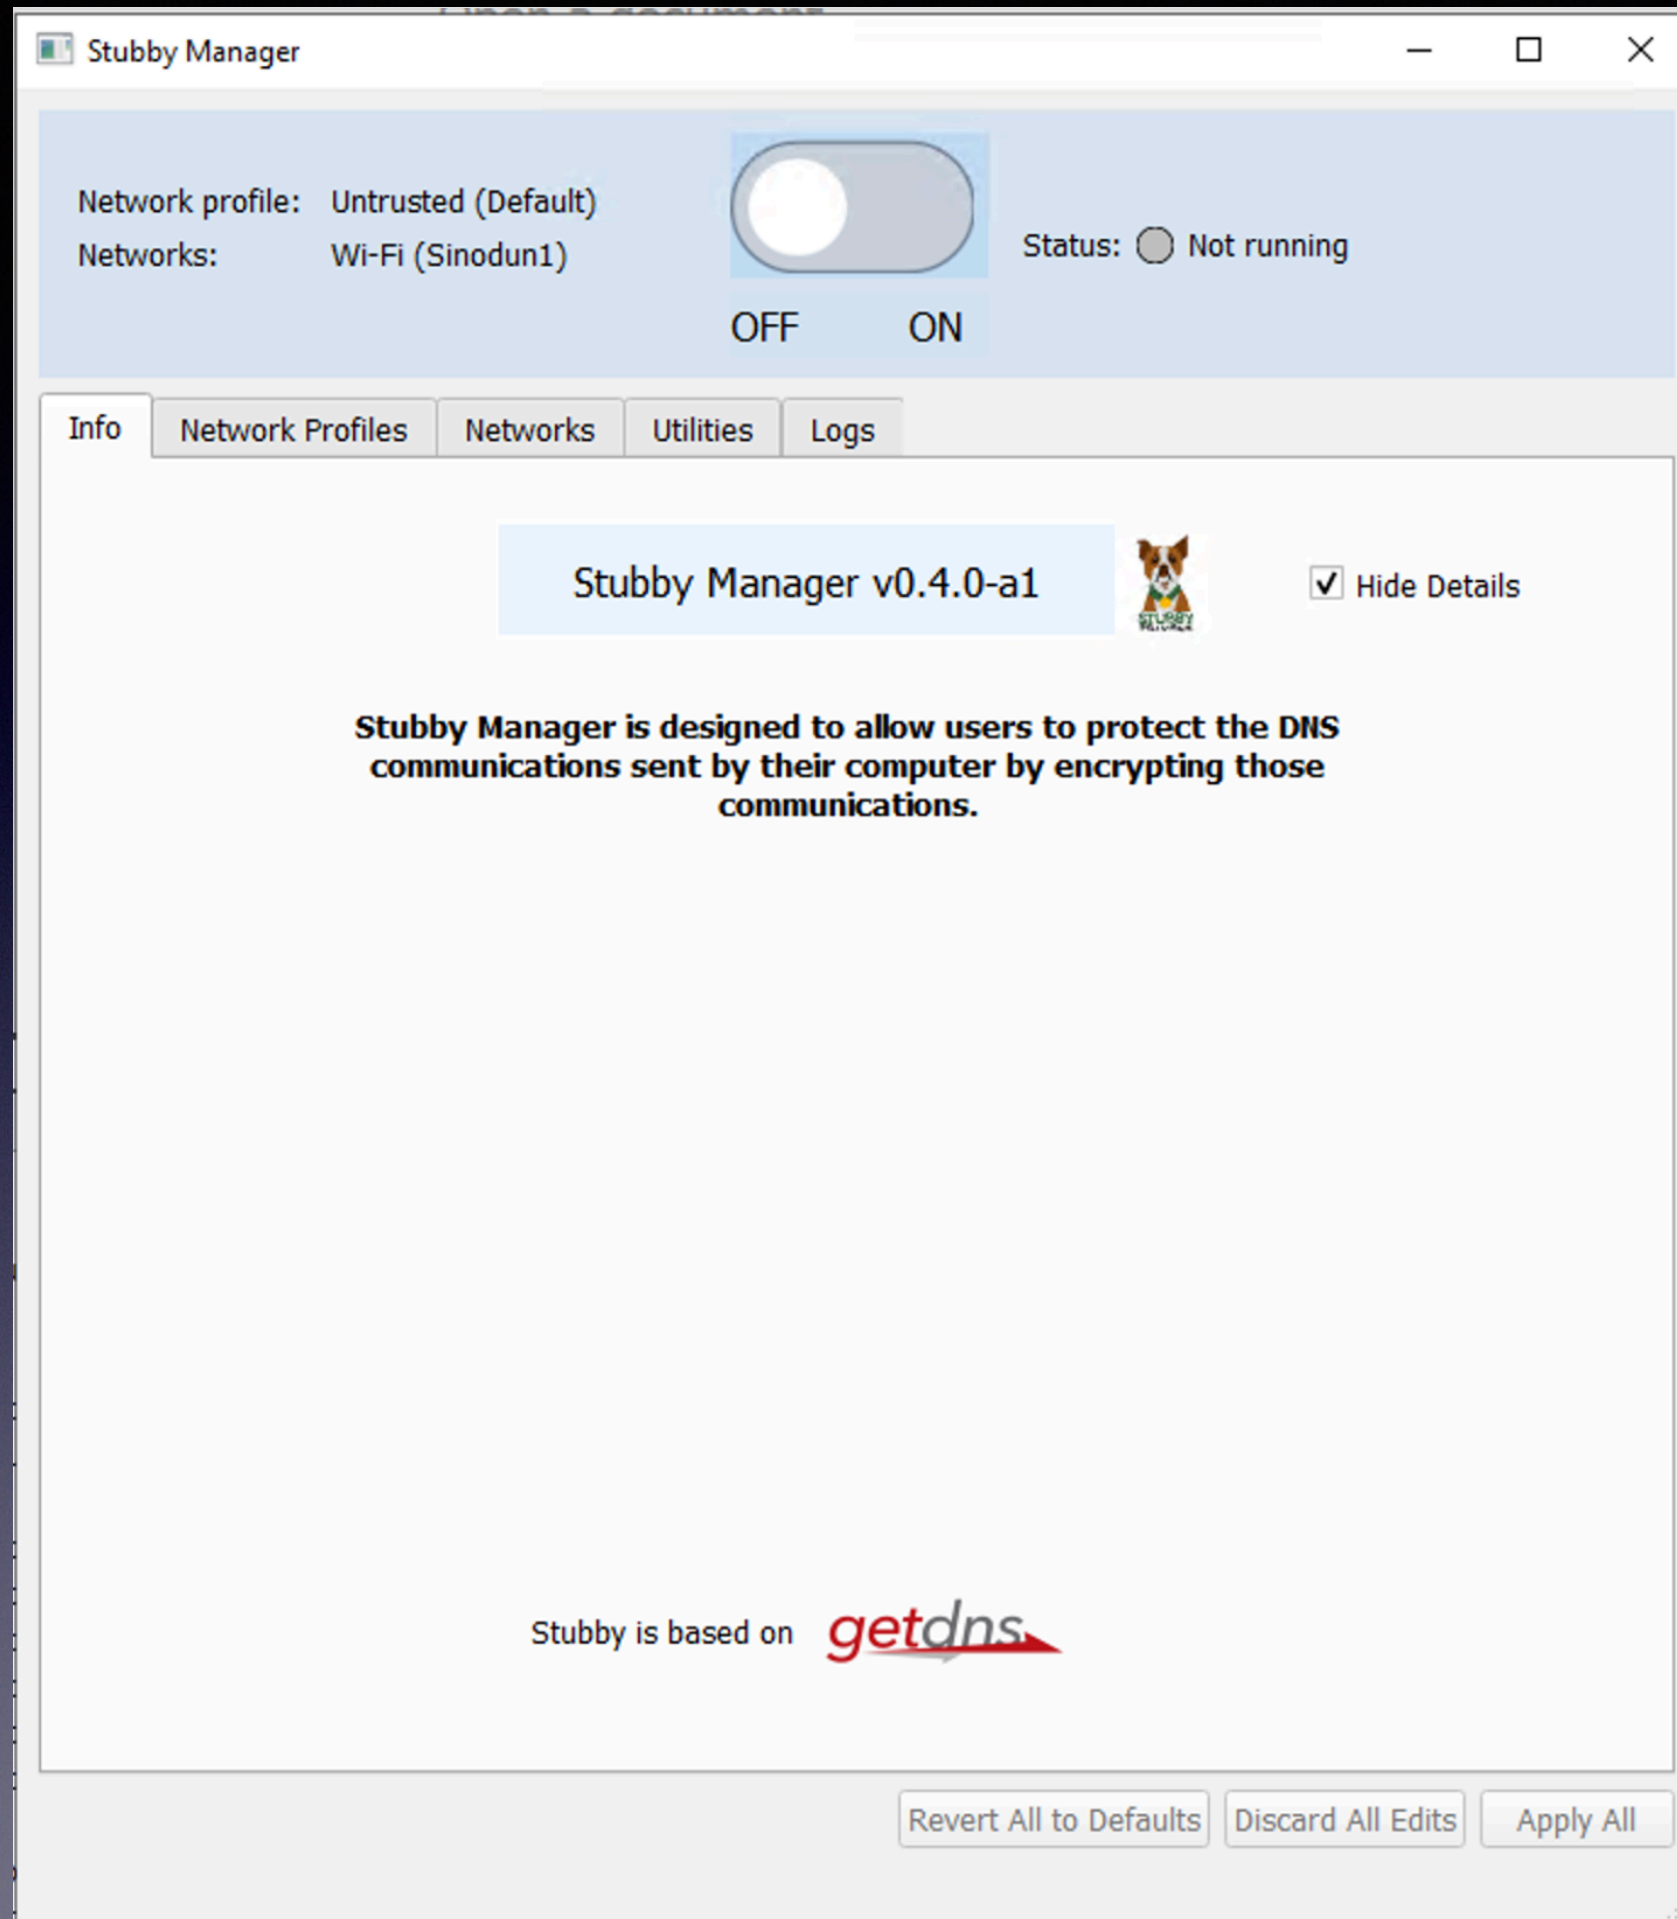 Stubby Manager
Network profile: Untrusted (Default)
Networks: Wi-Fi (Sinodun1)
OFF ON
Status: Not running
Info Network Profiles Networks Utilities Logs
Stubby Manager v0.4.0-a1
STUBBY
Hide Details
Stubby Manager is designed to allow users to protect the DNS
communications sent by their computer by encrypting those
communications.
Stubby is based on getdns
Revert All to Defaults Discard All Edits Apply All